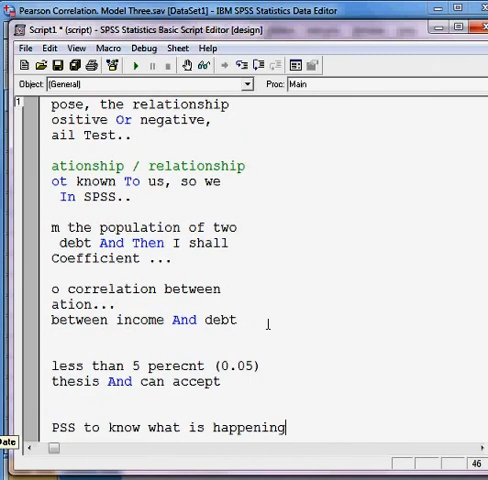 Pearson Correlation. Model Three.sav [DataSet1] - IBM SPSS Statistics Data Editor
Script1 * (script) - SPSS Statistics Basic Script Editor [design]
File Edit View Macro Debug Sheet Help
Object: (General) Proc: Main
1
pose, the relationship
ositive Or negative,
ail Test..
ationship / relationship
ot known To us, so we
In SPSS..
m the population of two
debt And Then I shall
Coefficient ...
o correlation between
ation...
between income And debt
less than 5 perecnt (0.05)
thesis And can accept
PSS to know what is happening
Date
46